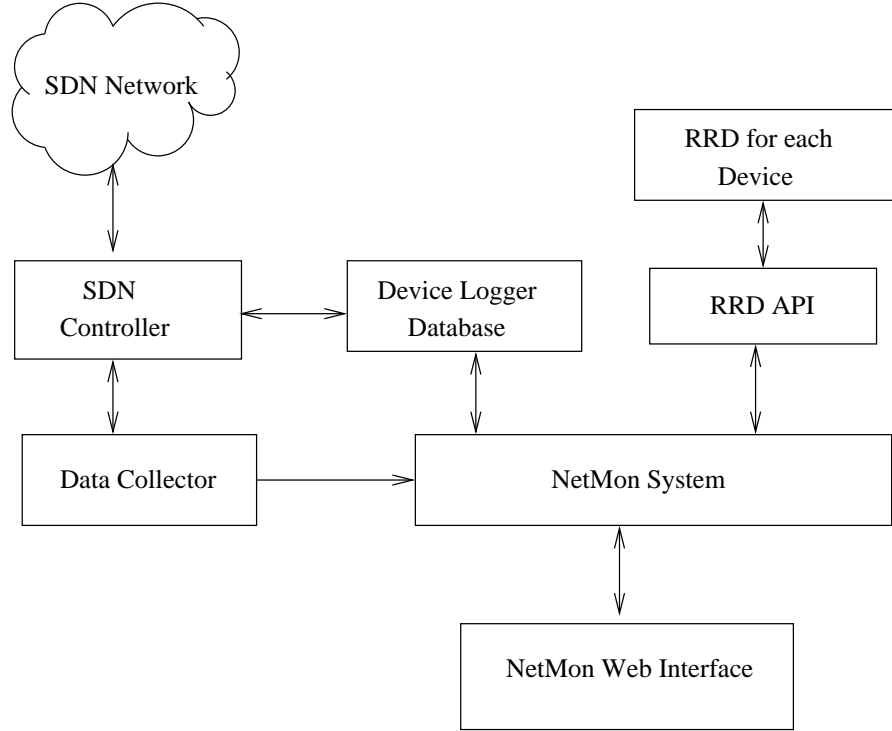 SDN Network
RRD for each
Device
SDN
Controller
Device Logger
Database
RRD API
Data Collector
NetMon System
NetMon Web Interface